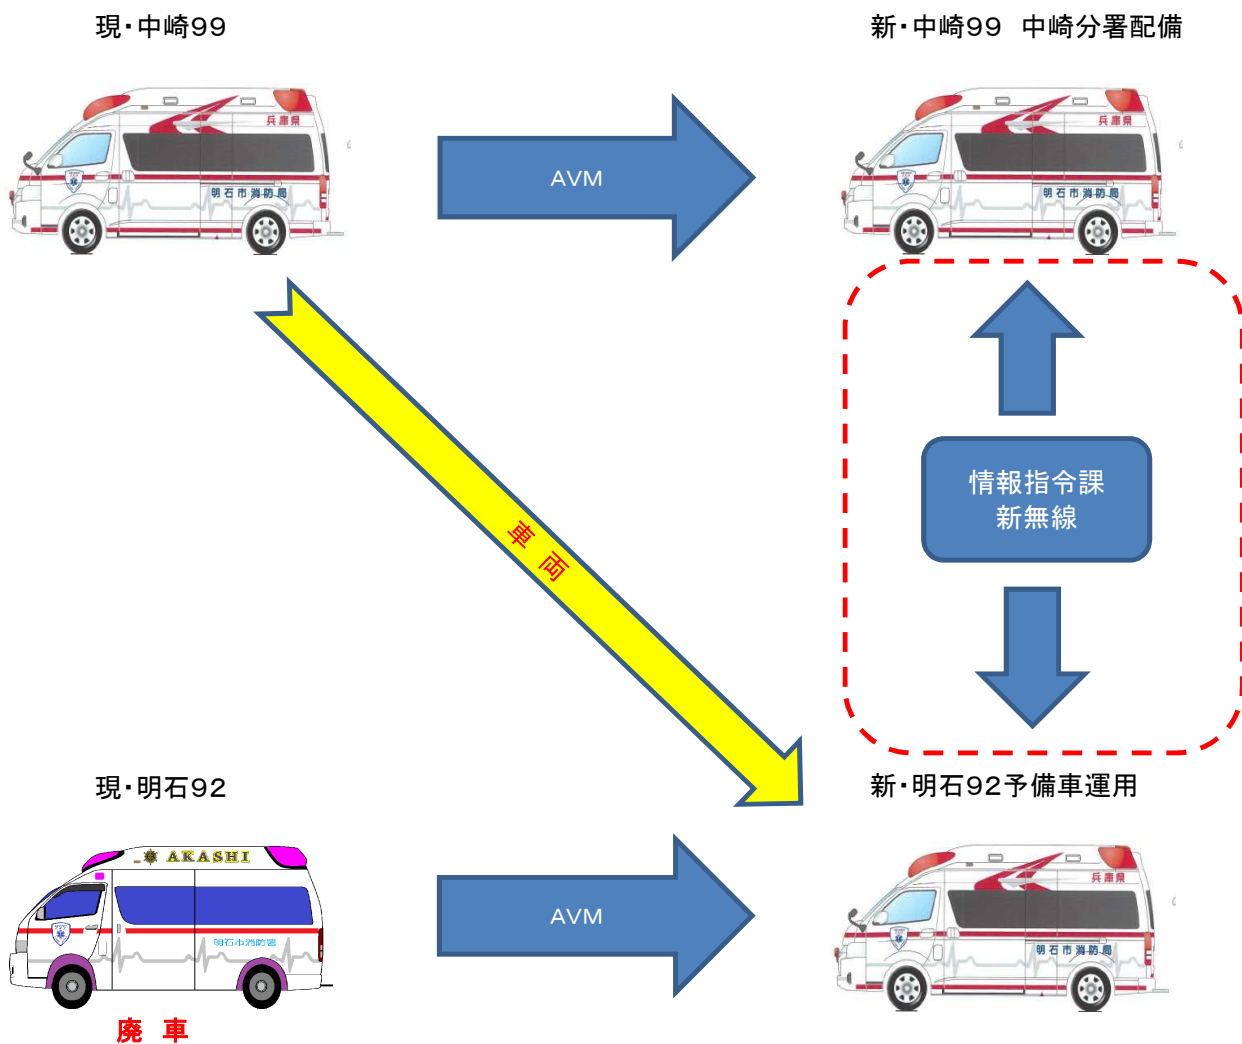 現・中崎99
新・中崎99 中崎分署配備
兵庫県
明石市消防局
AVM
兵庫県
明石市消防局
情報指令課
新無線
車両
現・明石92
新・明石92予備車運用
AKASHI
明石市消防署
廃車
AVM
兵庫県
明石市消防局